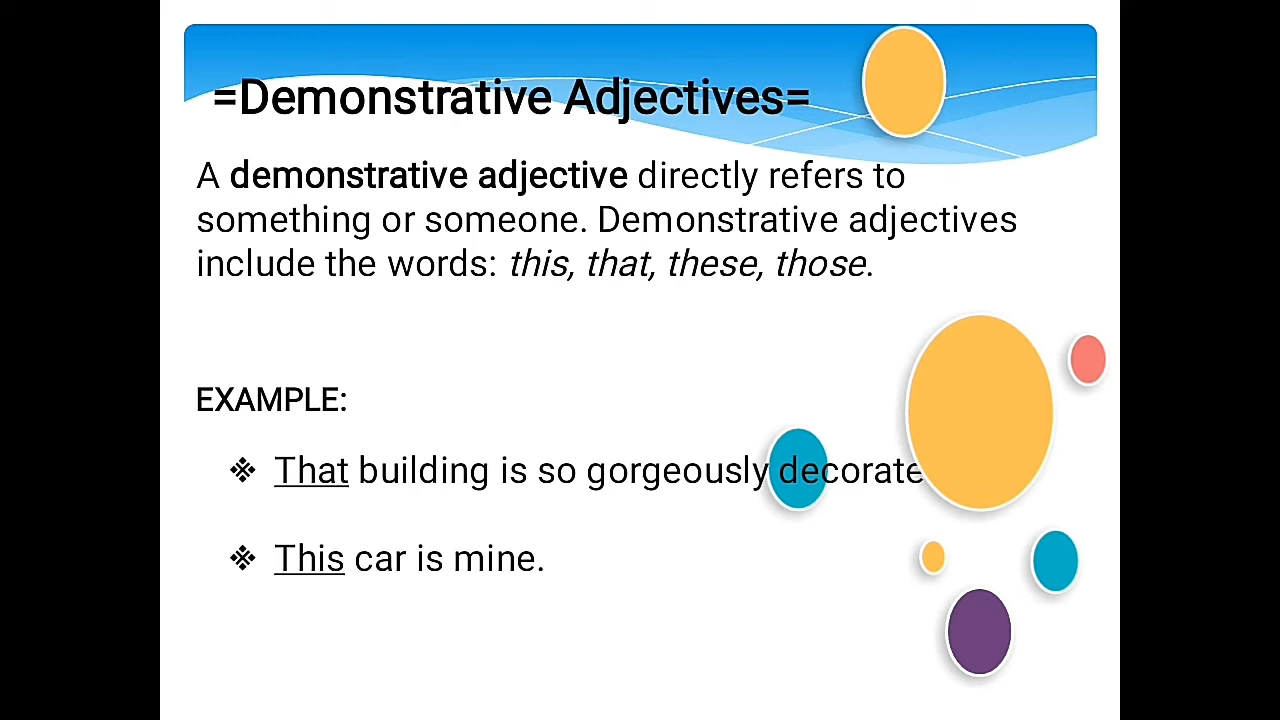 =Demonstrative Adjectives=
A demonstrative adjective directly refers to
something or someone. Demonstrative adjectives
include the words: this, that, these, those.
EXAMPLE:
❖ That building is so gorgeously decorate
❖ This car is mine.